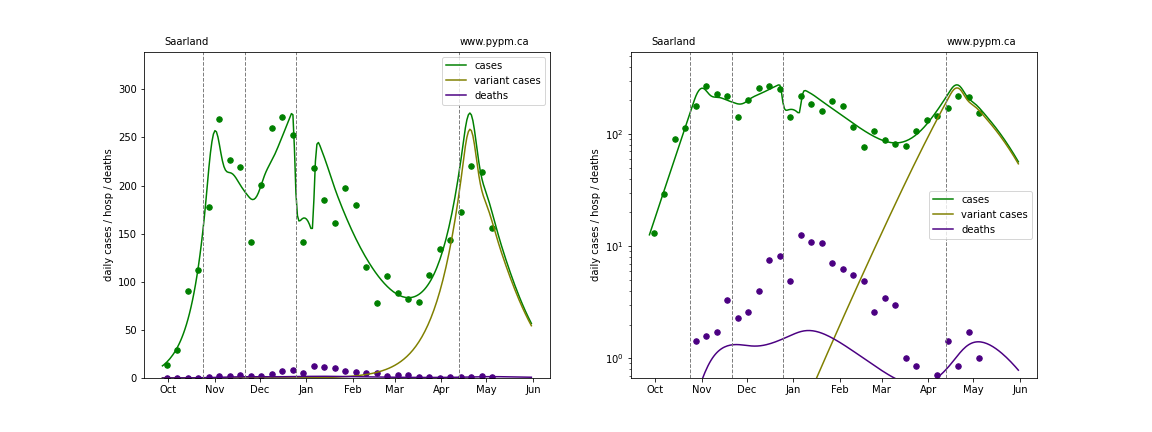 Saarland www.pypm.ca
daily cases / hosp / deaths
300
250
200
150
100
50
0
cases
variant cases
deaths
Oct Nov Dec Jan Feb Mar Apr May Jun
Saarland www.pypm.ca
daily cases / hosp / deaths
10²
10¹
10⁰
cases
variant cases
deaths
Oct Nov Dec Jan Feb Mar Apr May Jun